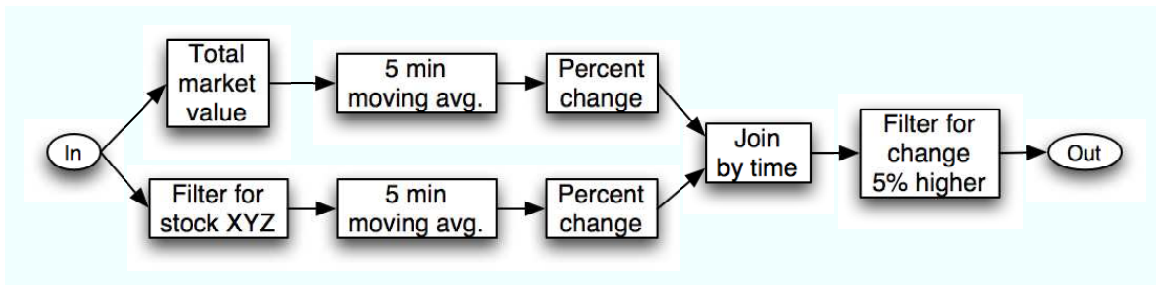 In
Total
market
value
5 min
moving avg.
Percent
change
Filter for
stock XYZ
5 min
moving avg.
Percent
change
Join
by time
Filter for
change
5% higher
Out